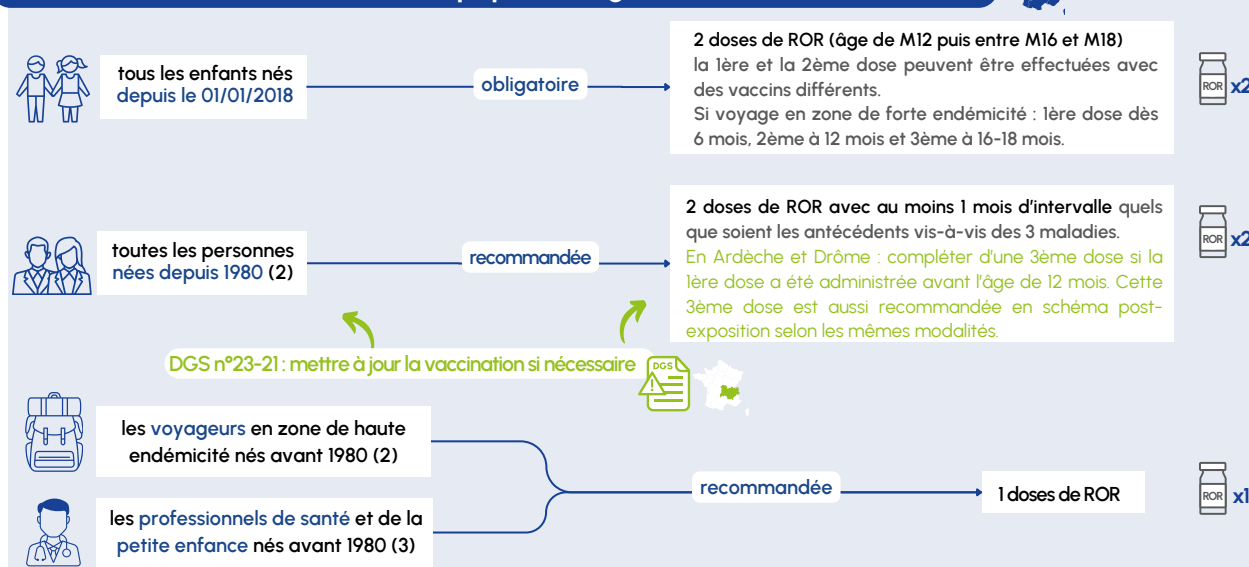 tous les enfants nés
depuis le 01/01/2018
obligatoire
2 doses de ROR (âge de M12 puis entre M16 et M18)
la 1ère et la 2ème dose peuvent être effectuées avec
des vaccins différents.
Si voyage en zone de forte endémicité : 1ère dose dès
6 mois, 2ème à 12 mois et 3ème à 16-18 mois.
ROR x2
toutes les personnes
nées depuis 1980 (2)
recommandée
2 doses de ROR avec au moins 1 mois d'intervalle quels
que soient les antécédents vis-à-vis des 3 maladies.
En Ardèche et Drôme : compléter d'une 3ème dose si la
1ère dose a été administrée avant l'âge de 12 mois. Cette
3ème dose est aussi recommandée en schéma post-
exposition selon les mêmes modalités.
ROR x2
DGS n°23-21 : mettre à jour la vaccination si nécessaire
DGS
les voyageurs en zone de haute
endémicité nés avant 1980 (2)
les professionnels de santé et de la
petite enfance nés avant 1980 (3)
recommandée
1 doses de ROR
ROR x1